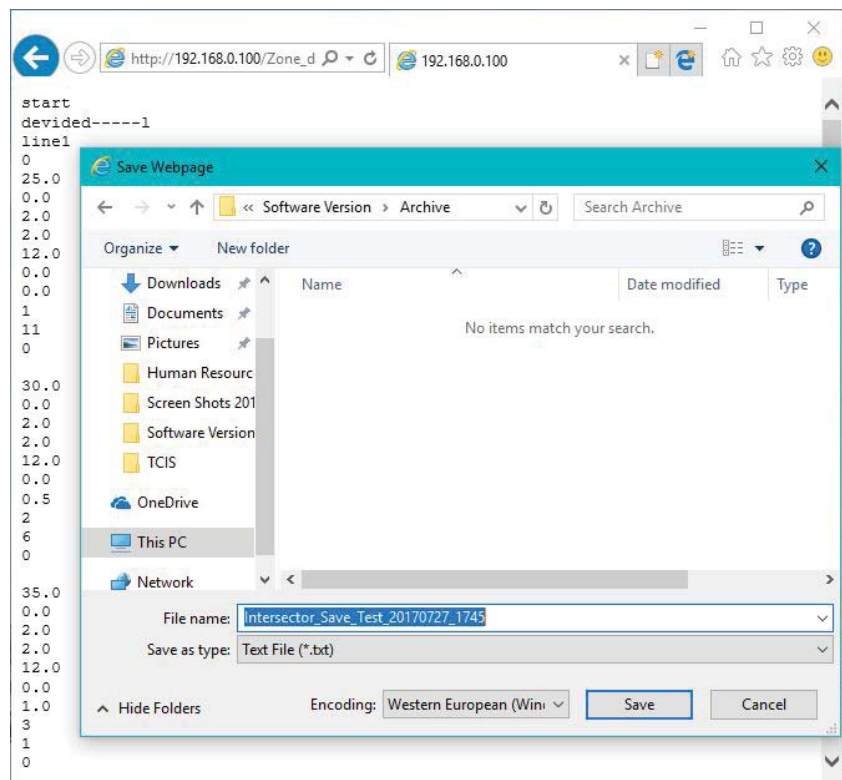 http://192.168.0.100/Zone_d
192.168.0.100
start
devided-----1
line1
0
25.0
0.0
2.0
2.0
12.0
0.0
0.0
1
11
0
30.0
0.0
2.0
2.0
12.0
0.0
0.5
2
6
0
35.0
0.0
2.0
2.0
12.0
0.0
1.0
3
1
0
Save Webpage
« Software Version › Archive
Search Archive
Organize
New folder
Downloads
Documents
Pictures
Human Resourc
Screen Shots 201
Software Version
TCIS
OneDrive
This PC
Network
Name
Date modified
Type
No items match your search.
File name: Intersector_Save_Test_20170727_1745
Save as type: Text File (*.txt)
Hide Folders
Encoding: Western European (Win
Save
Cancel